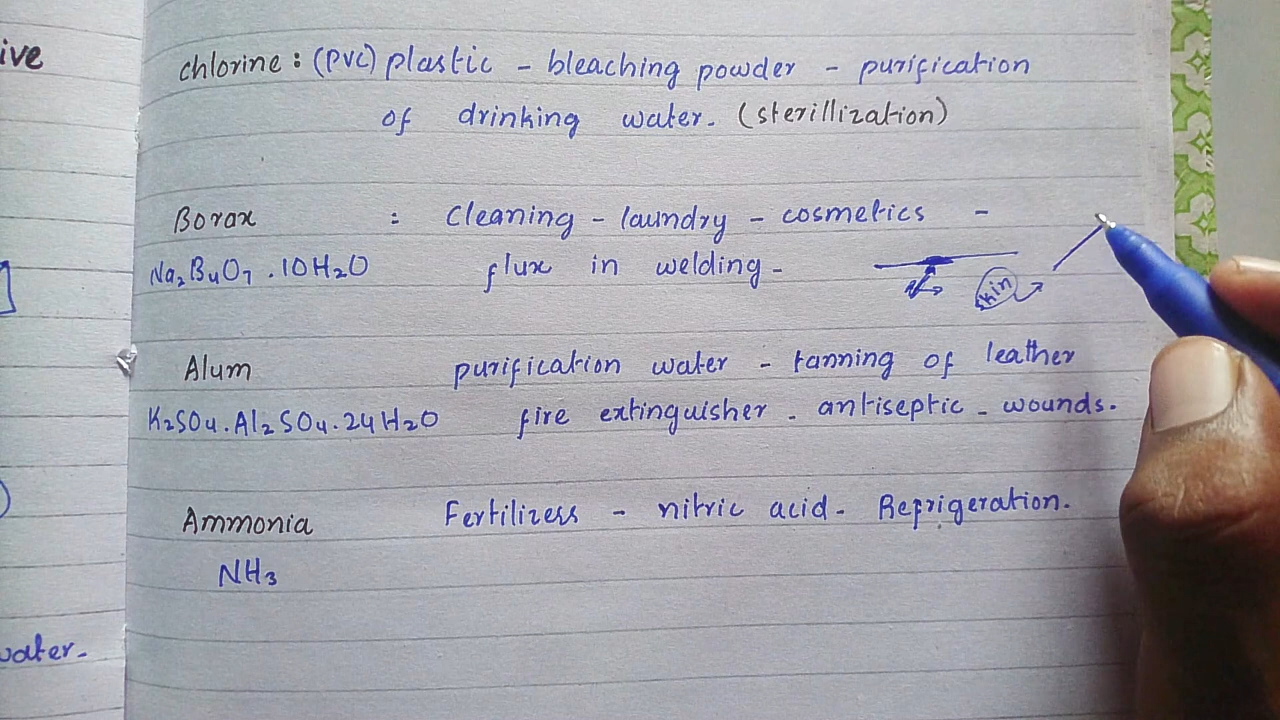 ive
chlorine : (PVC) plastic - bleaching powder - purification
of drinking water. (sterillization)
Borax : Cleaning - laundry - cosmetics -
Na₂B₄O₇ .10H₂O flux in welding -
Alum purification water - tanning of leather
K₂SO₄.Al₂SO₄.24H₂O fire extinguisher - antiseptic - wounds.
Ammonia Fertilizers - nitric acid - Refrigeration.
NH₃
water-